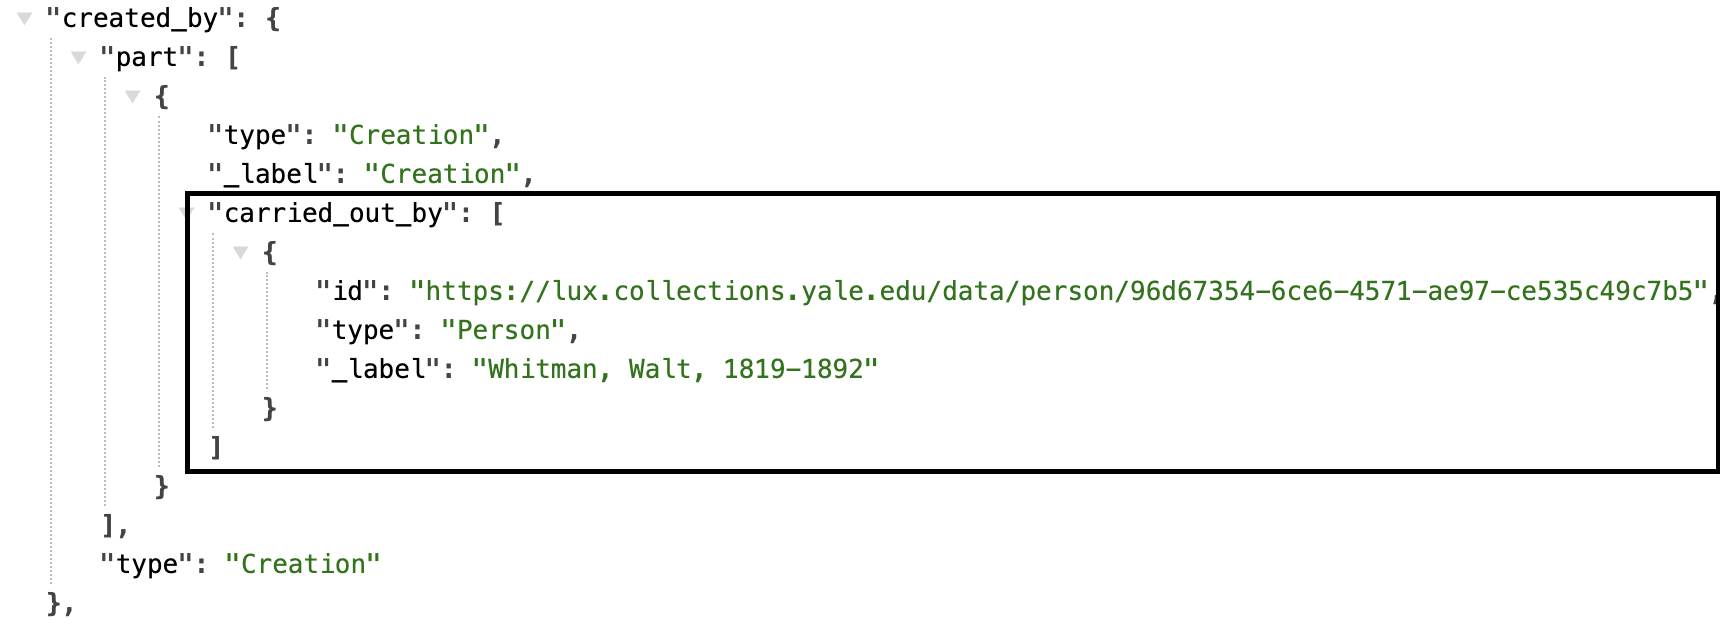 "created_by": {
"part": [
{
"type": "Creation",
"_label": "Creation",
"carried_out_by": [
{
"id": "https://lux.collections.yale.edu/data/person/96d67354-6ce6-4571-ae97-ce535c49c7b5",
"type": "Person",
"_label": "Whitman, Walt, 1819-1892"
}
]
}
],
"type": "Creation"
},